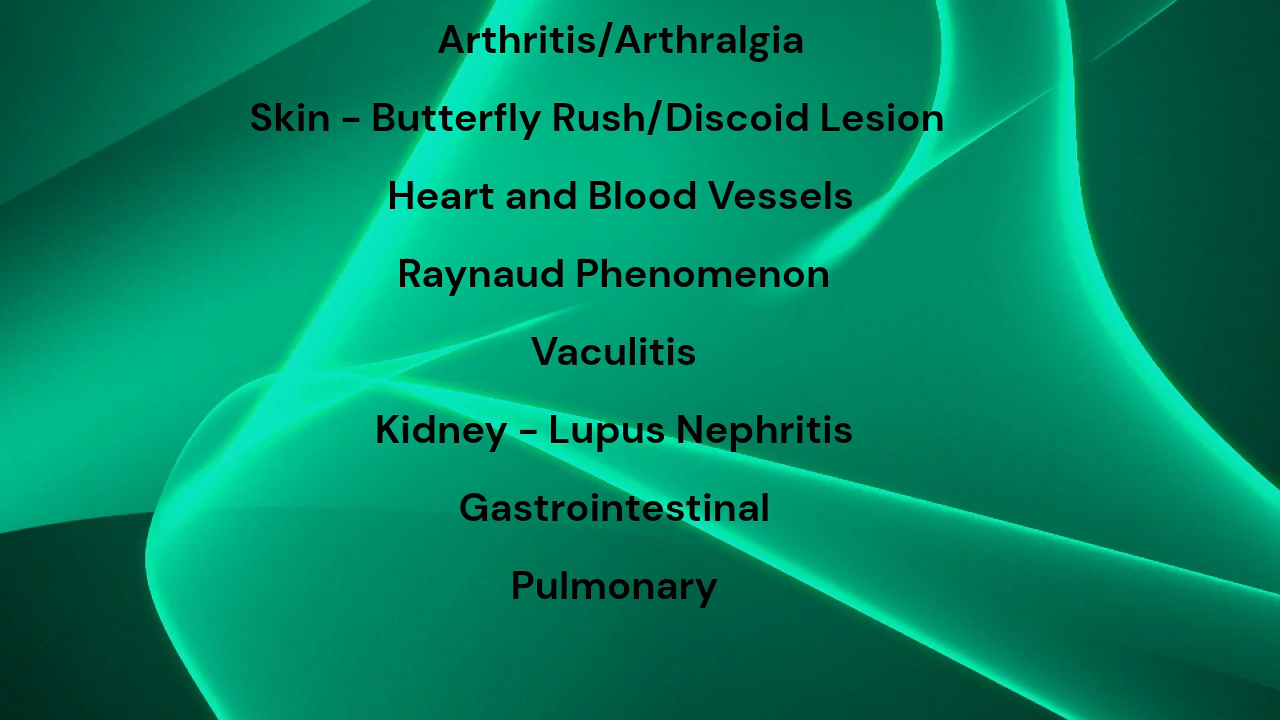 Arthritis/Arthralgia
Skin - Butterfly Rush/Discoid Lesion
Heart and Blood Vessels
Raynaud Phenomenon
Vaculitis
Kidney - Lupus Nephritis
Gastrointestinal
Pulmonary